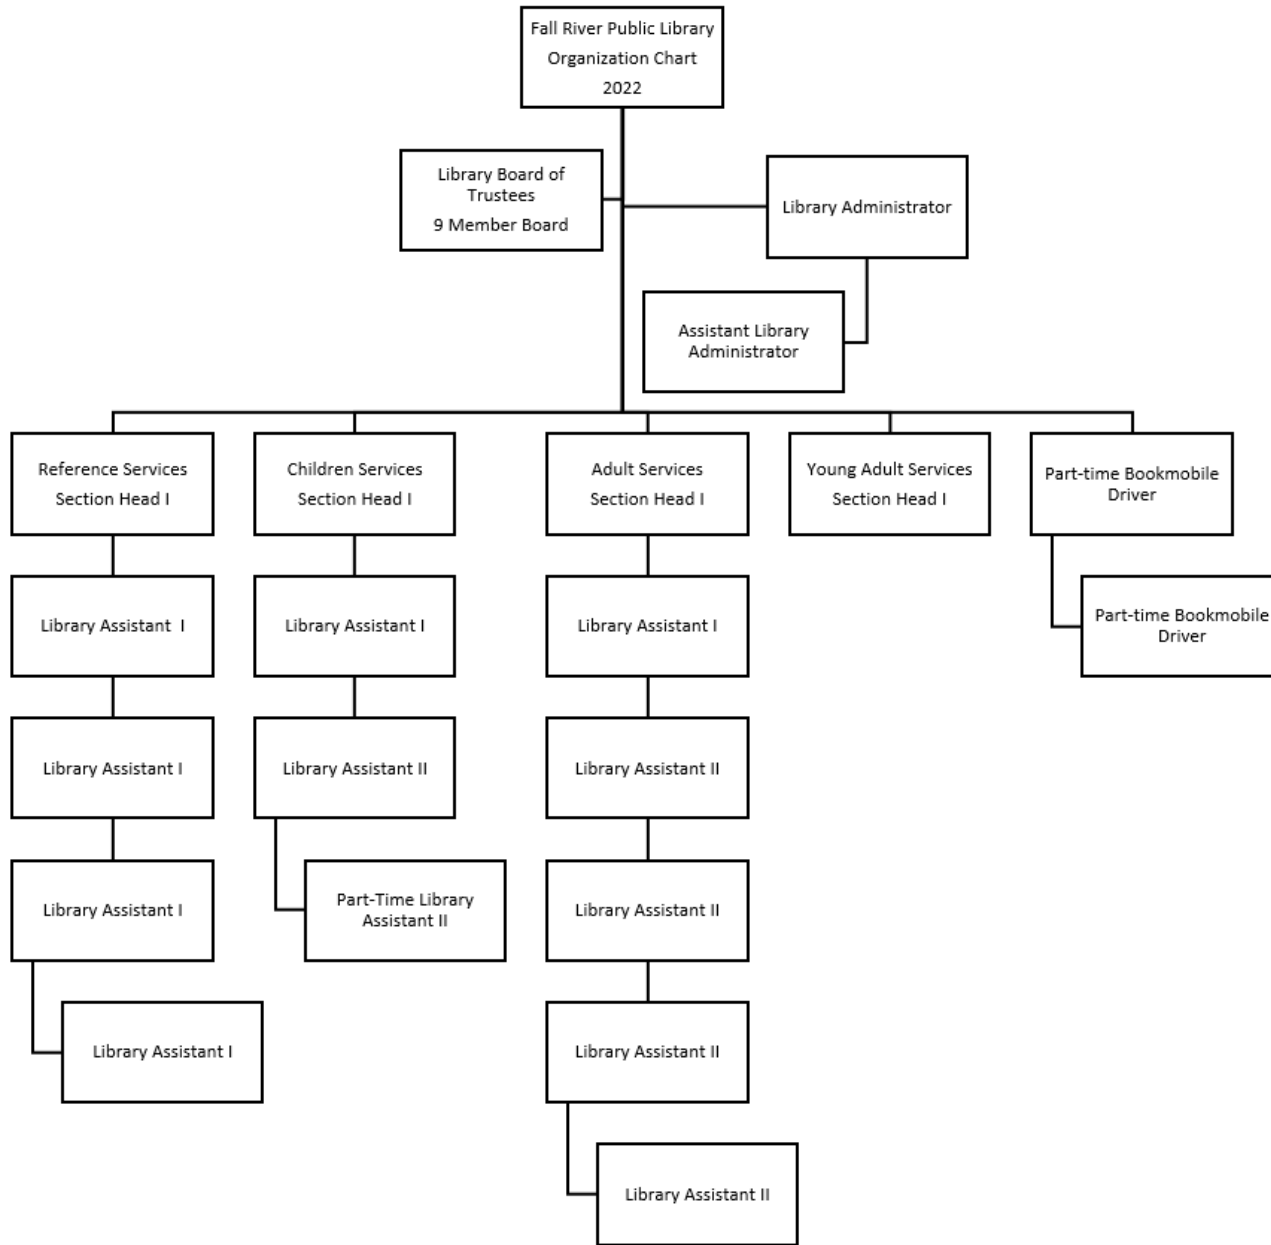 Fall River Public Library
Organization Chart
2022
Library Board of
Trustees
9 Member Board
Library Administrator
Assistant Library
Administrator
Reference Services
Section Head I
Children Services
Section Head I
Adult Services
Section Head I
Young Adult Services
Section Head I
Part-time Bookmobile
Driver
Library Assistant  I
Library Assistant I
Library Assistant I
Part-time Bookmobile
Driver
Library Assistant I
Library Assistant II
Library Assistant II
Library Assistant I
Part-Time Library
Assistant II
Library Assistant II
Library Assistant I
Library Assistant II
Library Assistant II